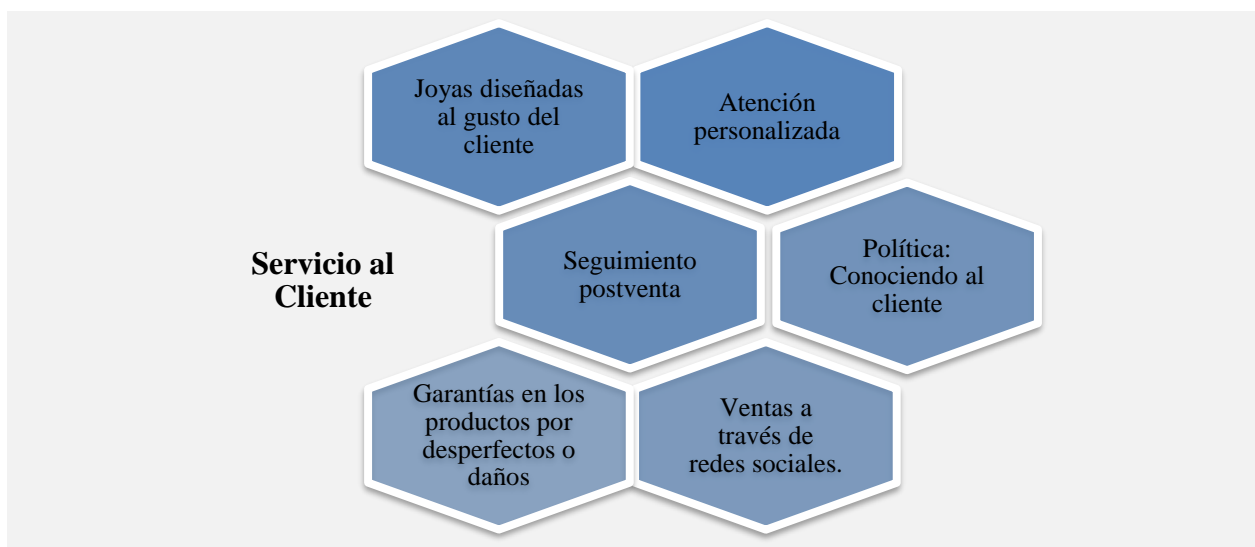 Joyas diseñadas
al gusto del
cliente
Atención
personalizada
Servicio al
Cliente
Seguimiento
postventa
Política:
Conociendo al
cliente
Garantías en los
productos por
desperfectos o
daños
Ventas a
través de
redes sociales.